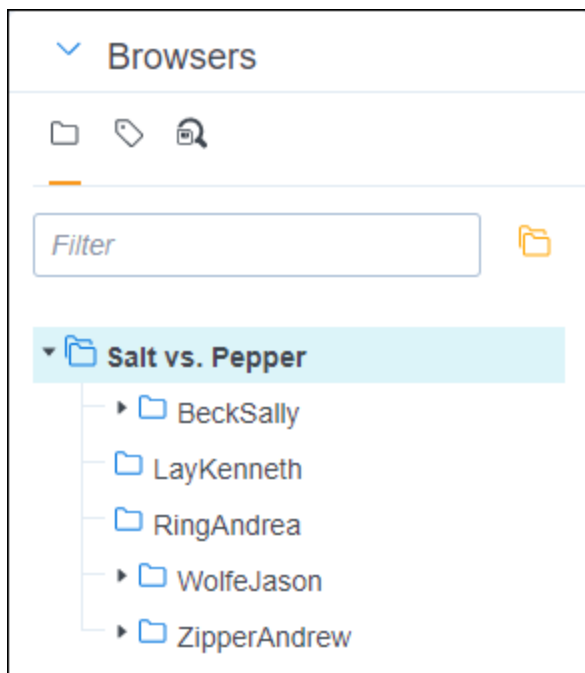 Browsers
Filter
Salt vs. Pepper
BeckSally
LayKenneth
RingAndrea
WolfeJason
ZipperAndrew